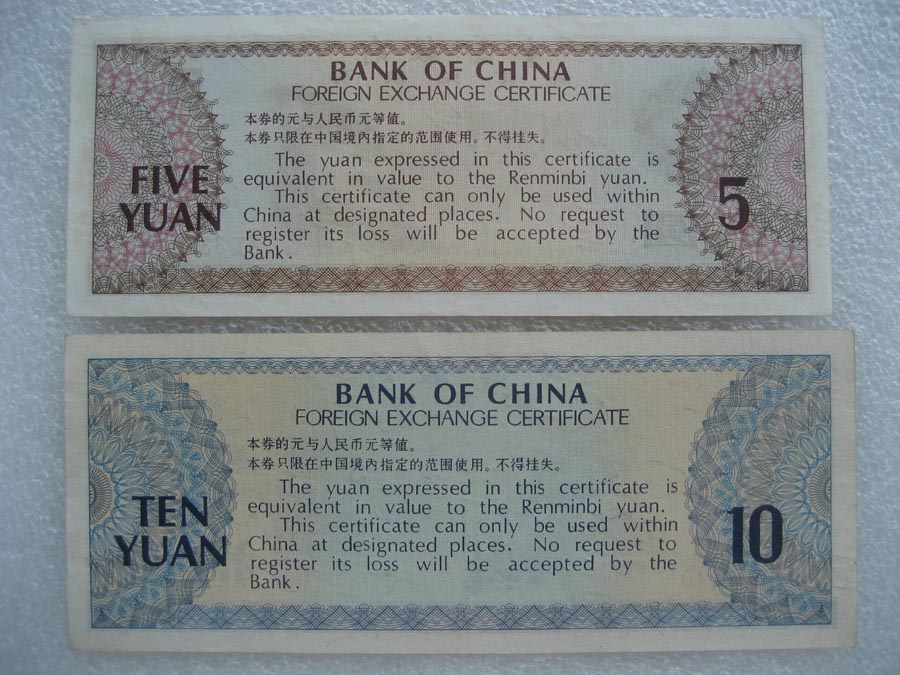 BANK OF CHINA
FOREIGN EXCHANGE CERTIFICATE
本券的元与人民币元等值。
本券只限在中国境内指定的范围使用。不得挂失。
The yuan expressed in this certificate is
equivalent in value to the Renminbi yuan.
This certificate can only be used within
China at designated places. No request to
register its loss will be accepted by the
Bank.
FIVE
YUAN
5
BANK OF CHINA
FOREIGN EXCHANGE CERTIFICATE
本券的元与人民币元等值。
本券只限在中国境内指定的范围使用。不得挂失。
The yuan expressed in this certificate is
equivalent in value to the Renminbi yuan.
This certificate can only be used within
China at designated places. No request to
register its loss will be accepted by the
Bank.
TEN
YUAN
10